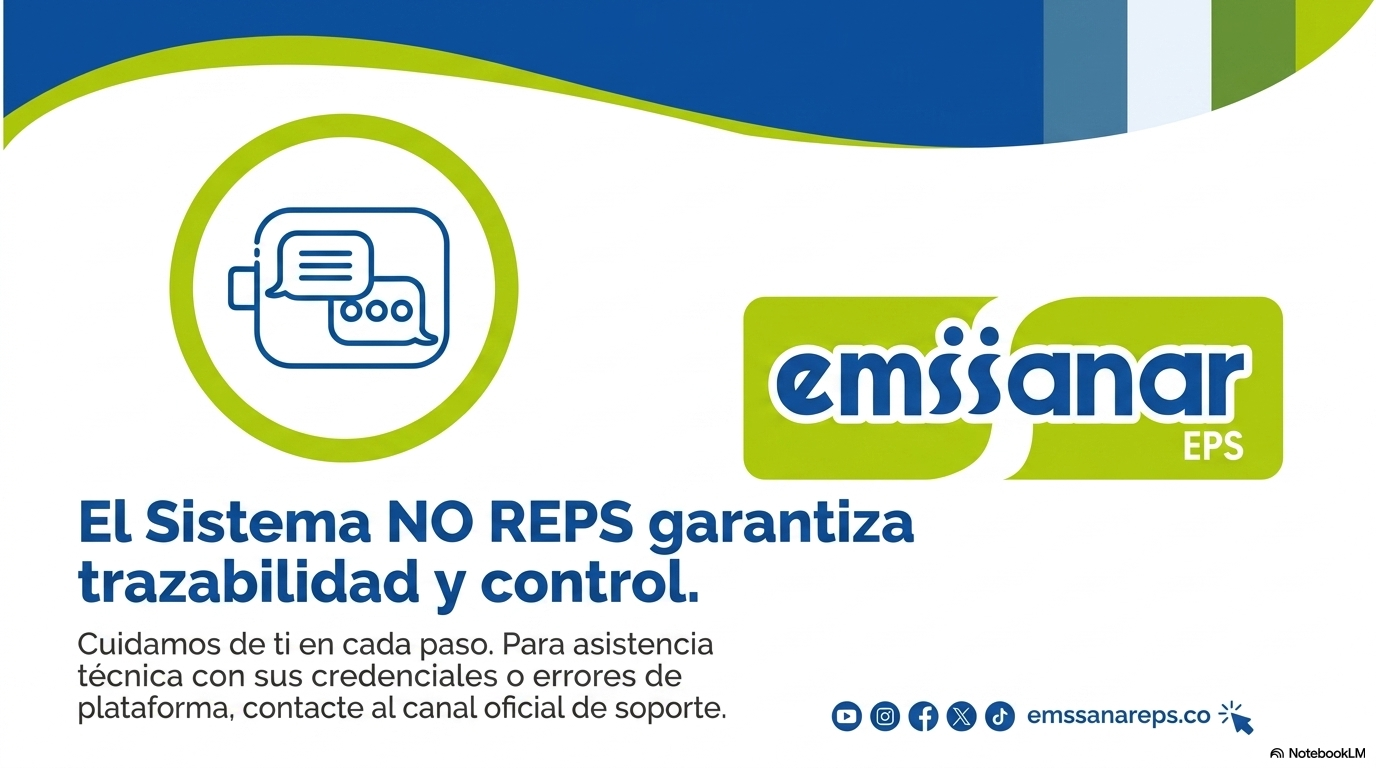 emssanar
EPS
El Sistema NO REPS garantiza
trazabilidad y control.
Cuidamos de ti en cada paso. Para asistencia
técnica con sus credenciales o errores de
plataforma, contacte al canal oficial de soporte.
emssanareps.co
NotebookLM